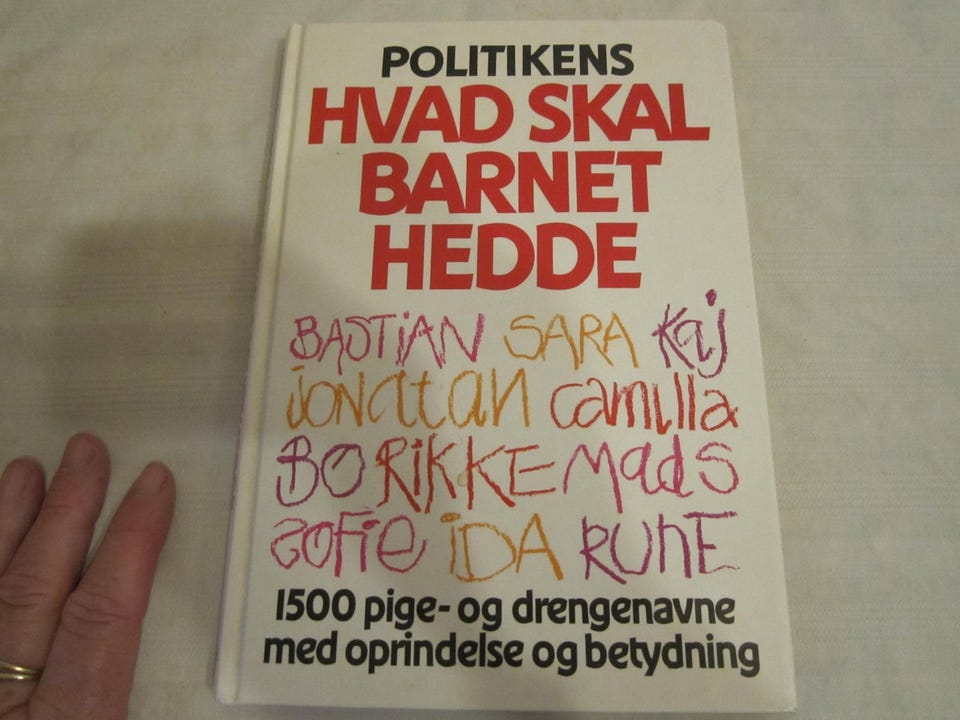 POLITIKENS
HVAD SKAL
BARNET
HEDDE
BASTiAN SARA Kaj
jonatan camilla
BO RiKKE Mads
Sofie iDA RUnE
1500 pige- og drengenavne
med oprindelse og betydning